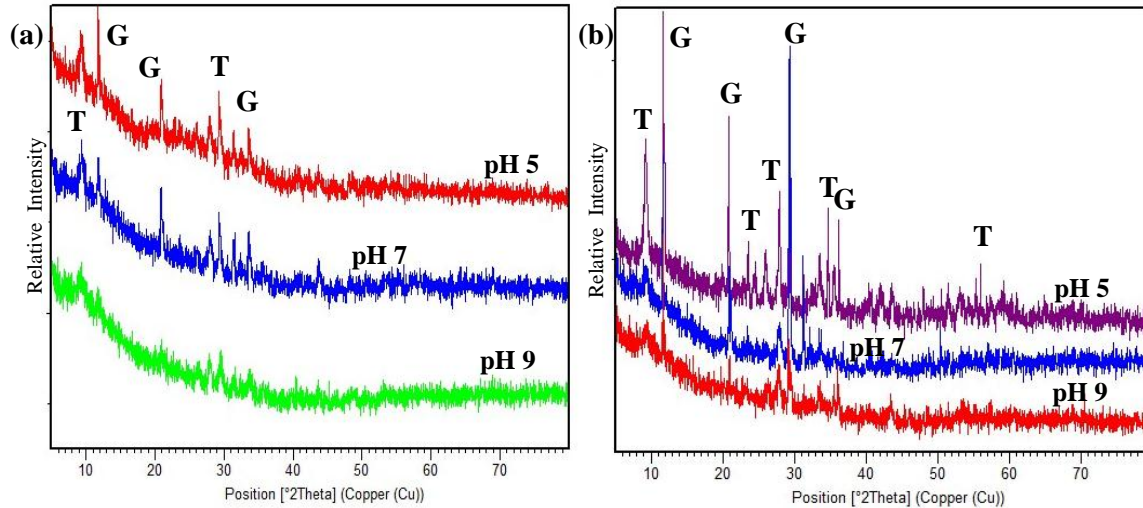 (a)
G
G
T
G
T
pH 5
pH 7
pH 9
Relative Intensity
10 20 30 40 50 60 70
Position [°2Theta] (Copper (Cu))
(b)
G
G
G
T
T
T
T
G
T
pH 5
pH 7
pH 9
Relative Intensity
10 20 30 40 50 60 70
Position [°2Theta] (Copper (Cu))